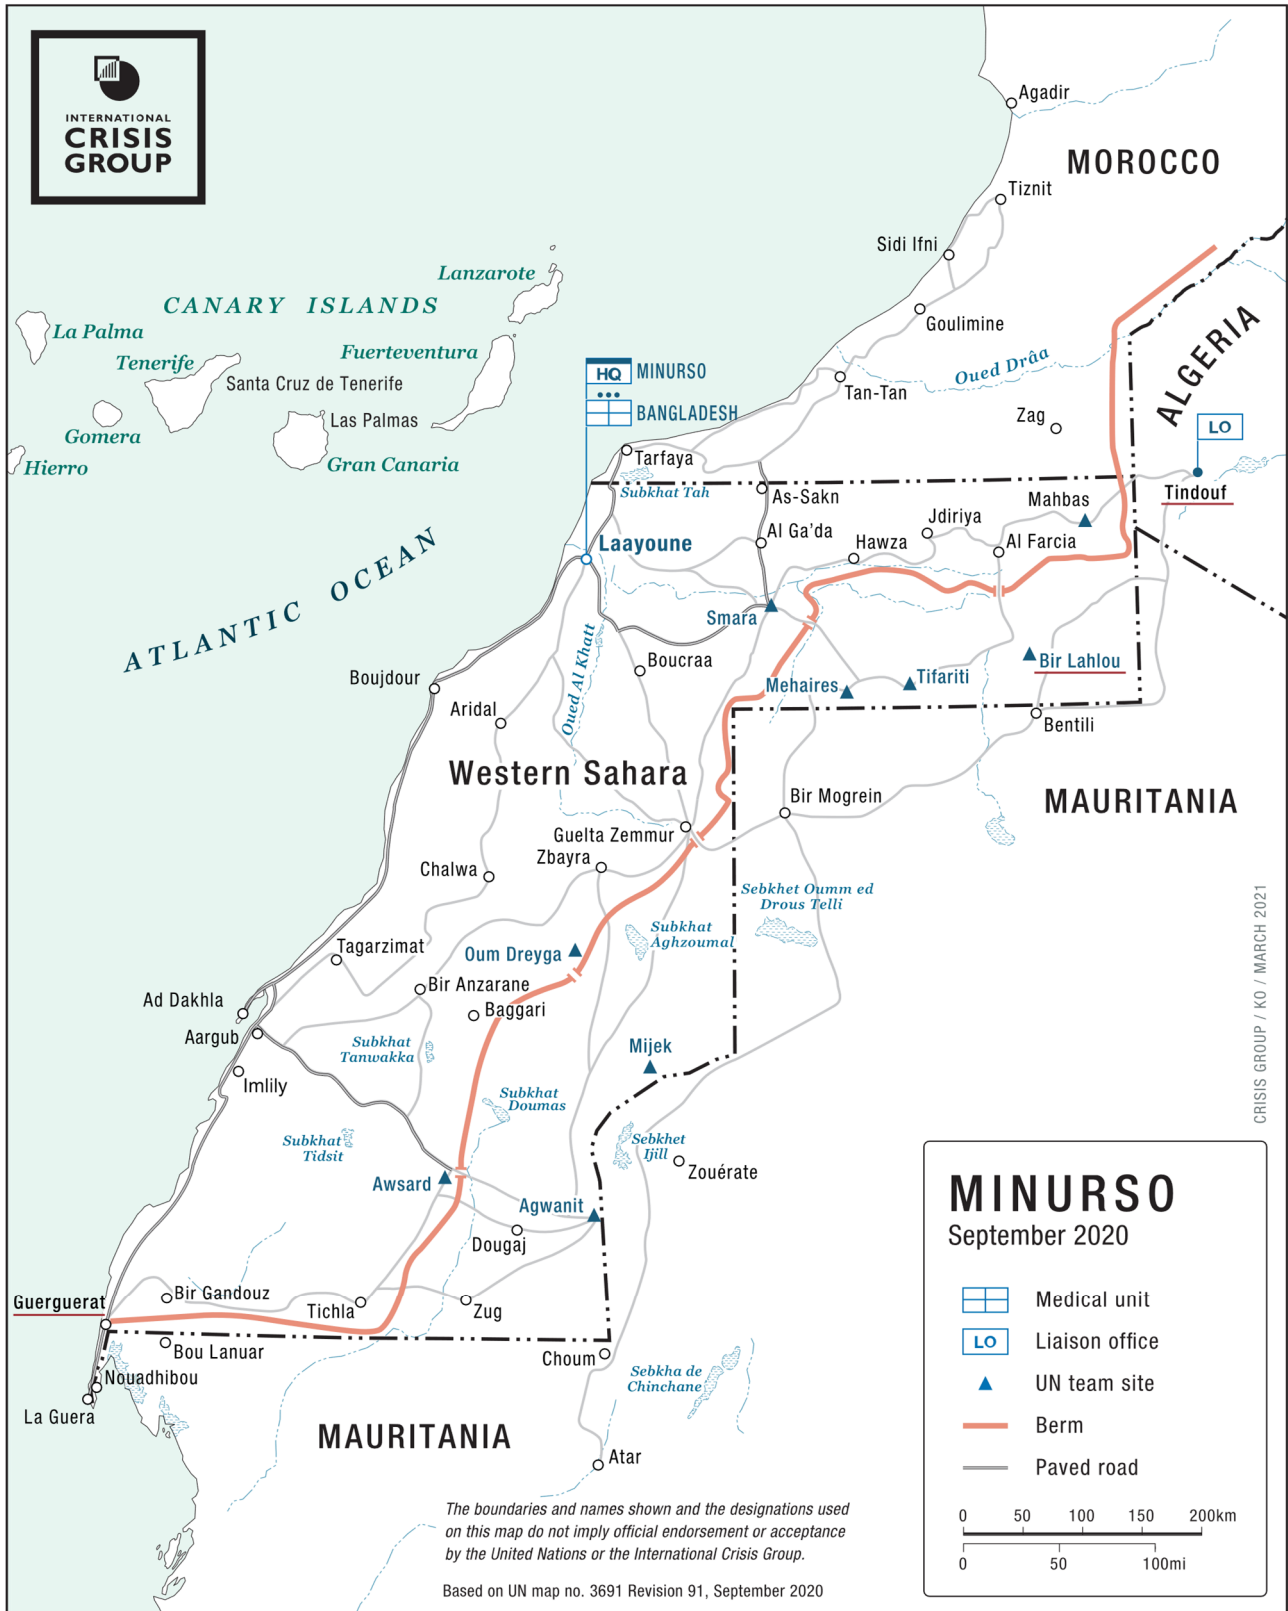 INTERNATIONAL
CRISIS
GROUP
Agadir
MOROCCO
Tiznit
Sidi Ifni
Lanzarote
CANARY ISLANDS
La Palma
Goulimine
ALGERIA
Fuerteventura
Tenerife
Oued Drâa
HQ MINURSO
Santa Cruz de Tenerife
Tan-Tan
BANGLADESH
Zag
Las Palmas
LO
Gomera
Tarfaya
Hierro
Gran Canaria
Subkhat Tah
As-Sakn
Mahbas
Tindouf
Jdiriya
Al Ga'da
Laayoune
Hawza
Al Farcia
ATLANTIC OCEAN
Smara
Oued Al Khatt
Boucraa
Bir Lahlou
Boujdour
Mehaires
Tifariti
Aridal
Bentili
Western Sahara
Bir Mogrein
MAURITANIA
Guelta Zemmur
Zbayra
Chalwa
Sebkhet Oumm ed
Drous Telli
Subkhat
Aghzoumal
Tagarzimat
Oum Dreyga
Bir Anzarane
Ad Dakhla
Baggari
Aargub
Subkhat
Tanwakka
Mijek
Imlily
Subkhat
Doumas
Subkhat
Tidsit
Sebkhet
Ijill
Zouérate
Awsard
Agwanit
Dougaj
Bir Gandouz
Guerguerat
Tichla
Zug
Bou Lanuar
Choum
Nouadhibou
Sebkha de
Chinchane
La Guera
MAURITANIA
Atar
The boundaries and names shown and the designations used
on this map do not imply official endorsement or acceptance
by the United Nations or the International Crisis Group.
Based on UN map no. 3691 Revision 91, September 2020
CRISIS GROUP / KO / MARCH 2021
MINURSO
September 2020
Medical unit
LO Liaison office
UN team site
Berm
Paved road
0 50 100 150 200km
0 50 100mi